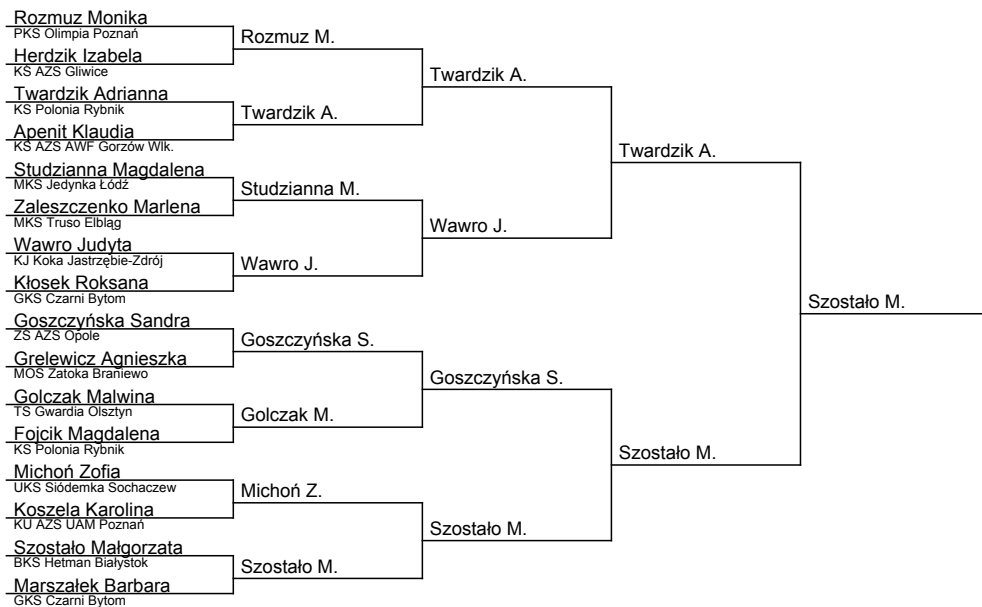 Rozmuz Monika
PKS Olimpia Poznań
Herdzik Izabela
KŚ AZS Gliwice
Twardzik Adrianna
KS Polonia Rybnik
Apenit Klaudia
KŚ AZS AWF Gorzów Wlk.
Studzianna Magdalena
MKS Jedynka Łódź
Zaleszczenko Marlena
MKS Truso Elbląg
Wawro Judyta
KJ Koka Jastrzębie-Zdrój
Kłosek Roksana
GKS Czarni Bytom
Goszczyńska Sandra
ZS AZS Opole
Grelewicz Agnieszka
MOS Zatoka Braniewo
Golczak Malwina
TS Gwardia Olsztyn
Fojcik Magdalena
KS Polonia Rybnik
Michoń Zofia
UKS Siódemka Sochaczew
Koszela Karolina
KU AZS UAM Poznań
Szostało Małgorzata
BKS Hetman Białystok
Marszałek Barbara
GKS Czarni Bytom
Rozmuz M.
Twardzik A.
Studzianna M.
Wawro J.
Goszczyńska S.
Golczak M.
Michoń Z.
Szostało M.
Twardzik A.
Wawro J.
Goszczyńska S.
Szostało M.
Twardzik A.
Szostało M.
Szostało M.